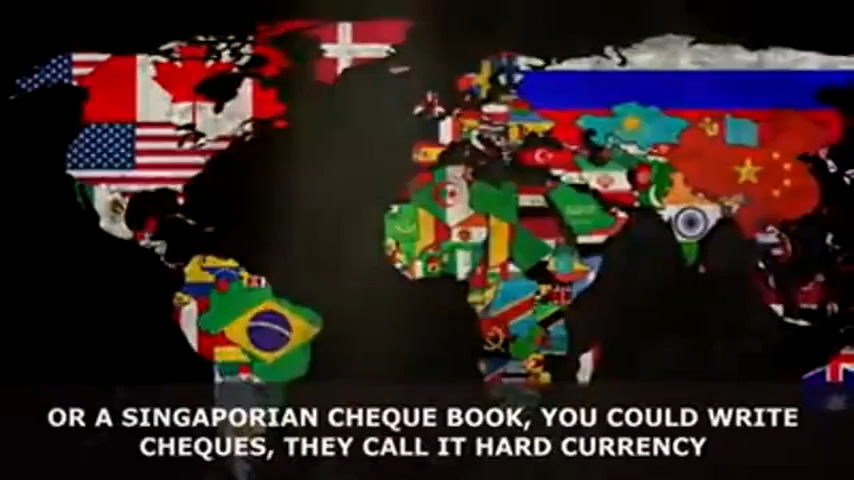 OR A SINGAPORIAN CHEQUE BOOK, YOU COULD WRITE
CHEQUES, THEY CALL IT HARD CURRENCY